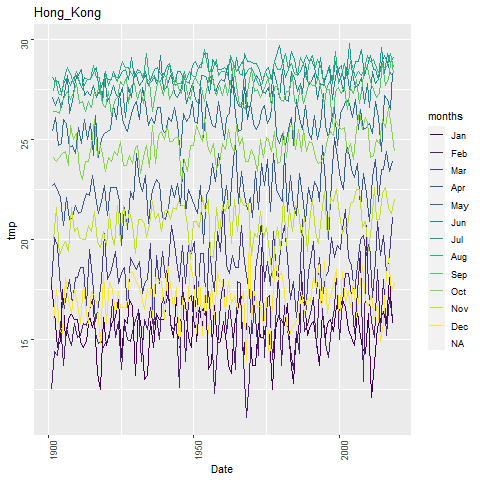 Hong_Kong
tmp
30
25
20
15
1900
1950
2000
Date
months
Jan
Feb
Mar
Apr
May
Jun
Jul
Aug
Sep
Oct
Nov
Dec
NA